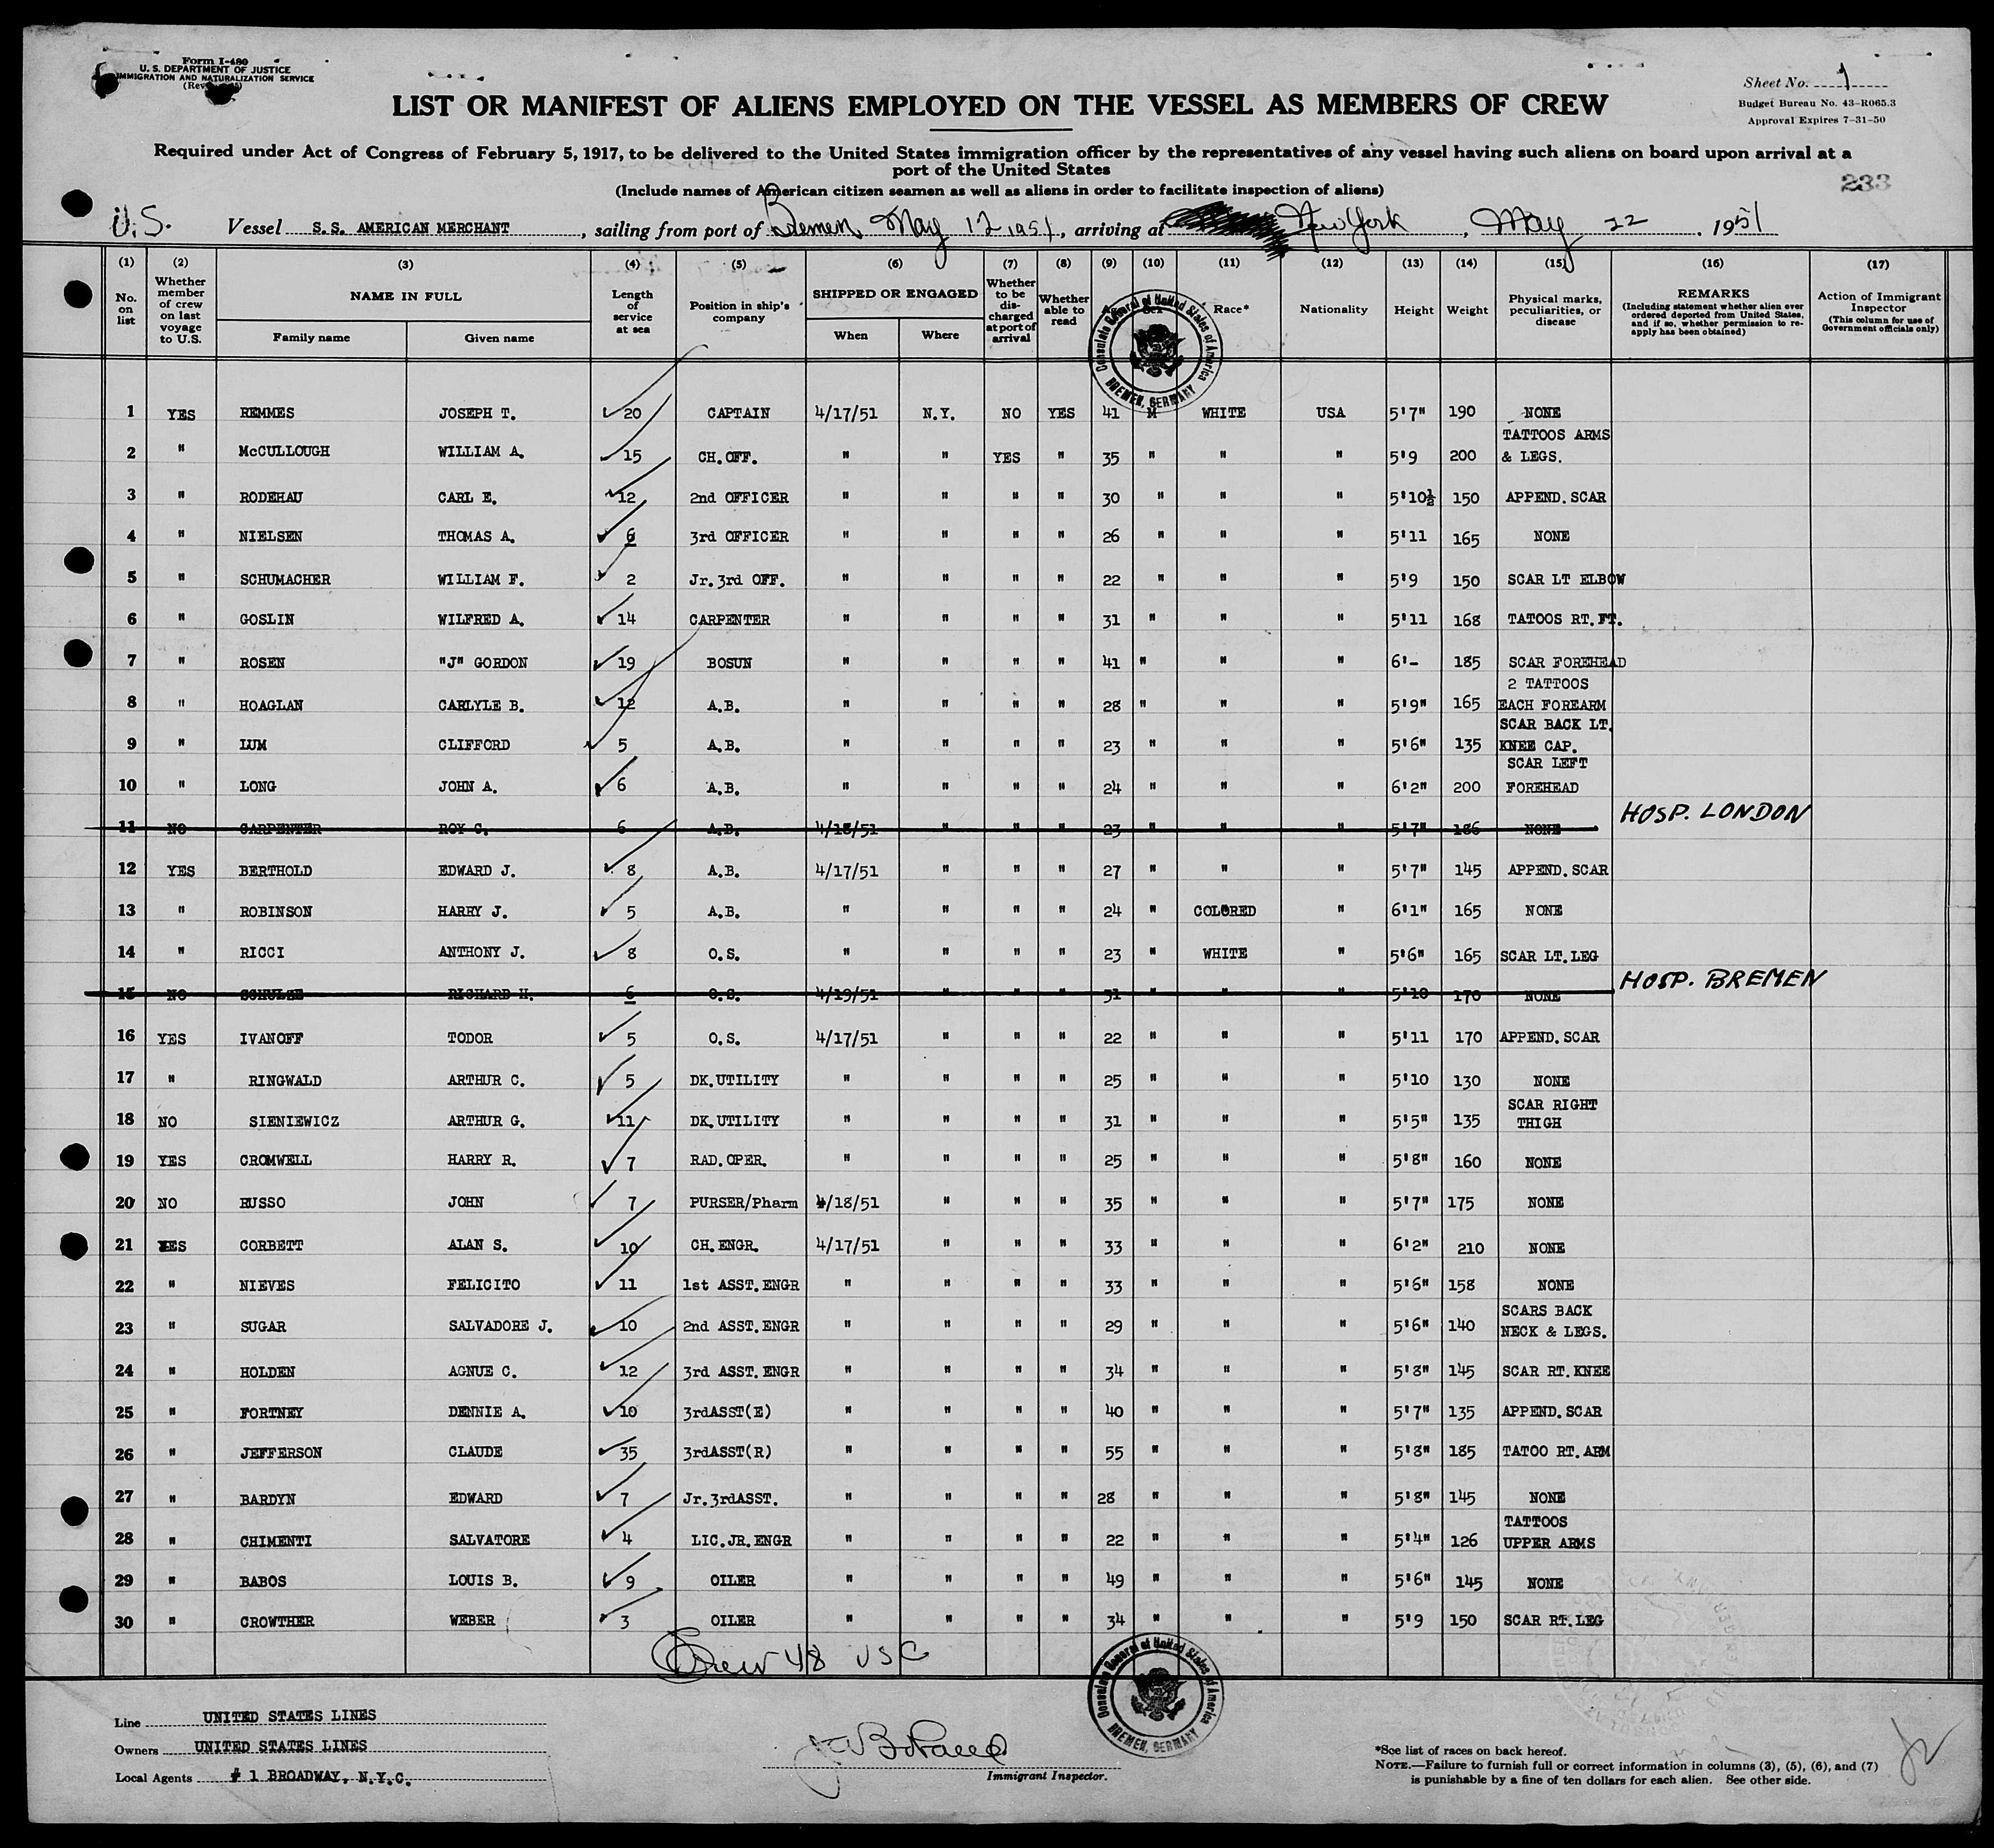 Form I-480
U. S. DEPARTMENT OF JUSTICE
IMMIGRATION AND NATURALIZATION SERVICE
Sheet No. 1
Budget Bureau No. 43-R065.3
Approval Expires 7-31-50
LIST OR MANIFEST OF ALIENS EMPLOYED ON THE VESSEL AS MEMBERS OF CREW
Required under Act of Congress of February 5, 1917, to be delivered to the United States immigration officer by the representatives of any vessel having such aliens on board upon arrival at a
port of the United States
(Include names of American citizen seamen as well as aliens in order to facilitate inspection of aliens)
233
U.S. Vessel S.S. AMERICAN MERCHANT, sailing from port of Bremen May 12 1951, arriving at New York, May 22, 1951
(1) (2) (3) (4) (5) (6) (7) (8) (9) (10) (11) (12) (13) (14) (15) (16) (17)
No. on list
Whether member of crew on last voyage to U.S.
NAME IN FULL
Family name
Given name
Length of service at sea
Position in ship's company
SHIPPED OR ENGAGED
When
Where
Whether to be discharged at port of arrival
Whether able to read
Sex
Race*
Nationality
Height
Weight
Physical marks, peculiarities, or disease
REMARKS
(Including statement whether alien ever ordered deported from United States, and if so, whether permission to reapply has been obtained)
Action of Immigrant Inspector
(This column for use of Government officials only)
Consulate General of United States of America
BREMEN, GERMANY
1 YES REMMES JOSEPH T. 20 CAPTAIN 4/17/51 N.Y. NO YES 41 M WHITE USA 5'7" 190 NONE
2 " McCULLOUGH WILLIAM A. 15 CH. OFF. " " YES " 35 " " " 5'9 200 TATTOOS ARMS & LEGS.
3 " RODEHAU CARL E. 12 2nd OFFICER " " " " 30 " " " 5'10½ 150 APPEND. SCAR
4 " NIELSEN THOMAS A. 6 3rd OFFICER " " " " 26 " " " 5'11 165 NONE
5 " SCHUMACHER WILLIAM F. 2 Jr. 3rd OFF. " " " " 22 " " " 5'9 150 SCAR LT ELBOW
6 " GOSLIN WILFRED A. 14 CARPENTER " " " " 31 " " " 5'11 168 TATOOS RT. FT.
7 " ROSEN "J" GORDON 19 BOSUN " " " " 41 " " " 6'- 185 SCAR FOREHEAD
8 " HOAGLAN CARLYLE B. 12 A.B. " " " " 28 " " " 5'9" 165 2 TATTOOS EACH FOREARM
9 " LUM CLIFFORD 5 A.B. " " " " 23 " " " 5'6" 135 SCAR BACK LT. KNEE CAP.
10 " LONG JOHN A. 6 A.B. " " " " 24 " " " 6'2" 200 SCAR LEFT FOREHEAD
11 NO CARPENTER ROY C. 6 A.B. 4/18/51 " " " 23 " " " 5'7" 186 NONE HOSP. LONDON
12 YES BERTHOLD EDWARD J. 8 A.B. 4/17/51 " " " 27 " " " 5'7" 145 APPEND. SCAR
13 " ROBINSON HARRY J. 5 A.B. " " " " 24 " COLORED " 6'1" 165 NONE
14 " RICCI ANTHONY J. 8 O.S. " " " " 23 " WHITE " 5'6" 165 SCAR LT. LEG
15 NO SCHULSE RICHARD H. 6 O.S. 4/19/51 " " " 31 " " " 5'10 170 NONE HOSP. BREMEN
16 YES IVANOFF TODOR 5 O.S. 4/17/51 " " " 22 " " " 5'11 170 APPEND. SCAR
17 " RINGWALD ARTHUR C. 5 DK. UTILITY " " " " 25 " " " 5'10 130 NONE
18 NO SIENIEWICZ ARTHUR G. 11 DK. UTILITY " " " " 31 " " " 5'5" 135 SCAR RIGHT THIGH
19 YES CROMWELL HARRY R. 7 RAD. OPER. " " " " 25 " " " 5'8" 160 NONE
20 NO RUSSO JOHN 7 PURSER/Pharm 4/18/51 " " " 35 " " " 5'7" 175 NONE
21 YES CORBETT ALAN S. 10 CH. ENGR. 4/17/51 " " " 33 " " " 6'2" 210 NONE
22 " NIEVES FELICITO 11 1st ASST. ENGR " " " " 33 " " " 5'6" 158 NONE
23 " SUGAR SALVADORE J. 10 2nd ASST. ENGR " " " " 29 " " " 5'6" 140 SCARS BACK NECK & LEGS.
24 " HOLDEN AGNUE C. 12 3rd ASST. ENGR " " " " 34 " " " 5'8" 145 SCAR RT. KNEE
25 " FORTNEY DENNIE A. 10 3rdASST(E) " " " " 40 " " " 5'7" 135 APPEND. SCAR
26 " JEFFERSON CLAUDE 35 3rdASST(R) " " " " 55 " " " 5'8" 185 TATOO RT. ARM
27 " BARDYN EDWARD 7 Jr. 3rdASST. " " " " 28 " " " 5'8" 145 NONE
28 " CHIMENTI SALVATORE 4 LIC. JR. ENGR " " " " 22 " " " 5'4" 126 TATTOOS UPPER ARMS
29 " BABOS LOUIS B. 9 OILER " " " " 49 " " " 5'6" 145 NONE
30 " CROWTHER WEBER 3 OILER " " " " 34 " " " 5'9 150 SCAR RT. LEG
Crew 48 USC
Consulate General of United States of America
BREMEN, GERMANY
Line UNITED STATES LINES
Owners UNITED STATES LINES
Local Agents # 1 BROADWAY, N.Y.C.
Immigrant Inspector.
*See list of races on back hereof.
NOTE.—Failure to furnish full or correct information in columns (3), (5), (6), and (7)
is punishable by a fine of ten dollars for each alien. See other side.